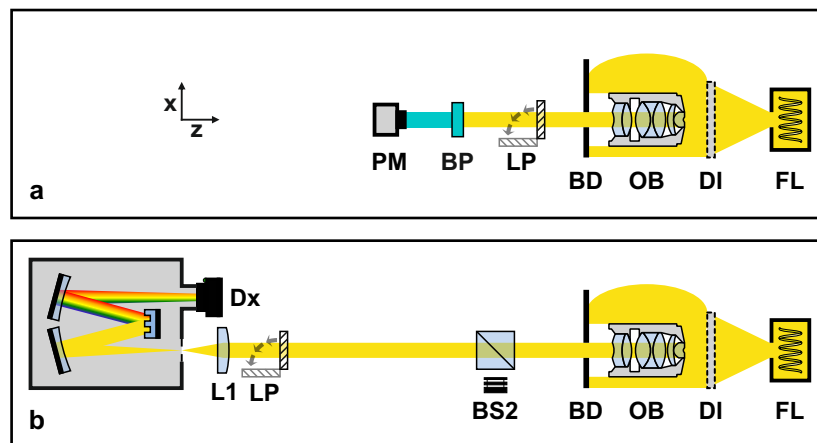 x
z
PM BP LP BD OB DI FL
a
Dx
L1 LP BS2 BD OB DI FL
b